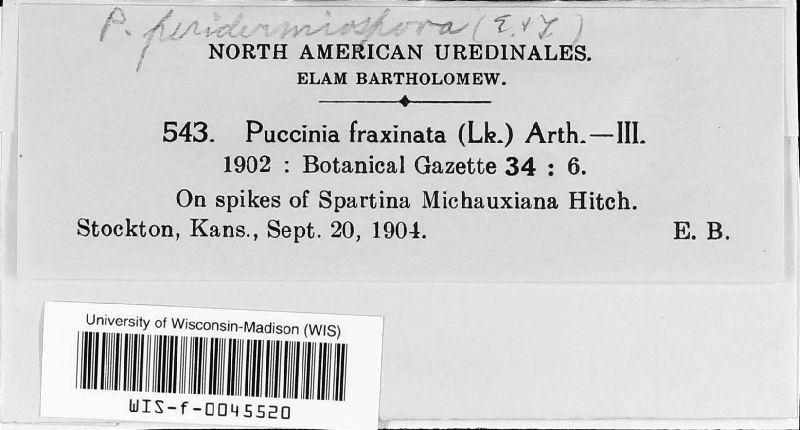 P. peridermiospora (E. & T.)
NORTH AMERICAN UREDINALES.
ELAM BARTHOLOMEW.
543. Puccinia fraxinata (Lk.) Arth.—III.
1902 : Botanical Gazette 34 : 6.
On spikes of Spartina Michauxiana Hitch.
Stockton, Kans., Sept. 20, 1904. E. B.
University of Wisconsin-Madison (WIS)
WIS-f-0045520